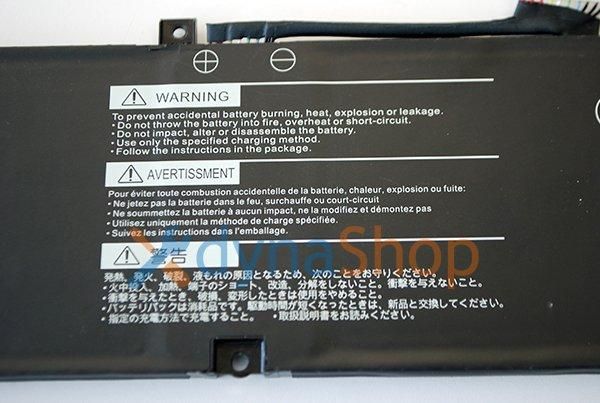 WARNING
To prevent accidental battery burning, heat, explosion or leakage.
• Do not throw the battery into fire, overheat or short-circuit.
• Do not impact, alter or disassemble the battery.
• Use only the specified charging method.
• Follow the instructions in the package.
AVERTISSEMENT
Pour éviter toute combustion accidentelle de la batterie, chaleur, explosion ou fuite:
• Ne jetez pas la batterie dans le feu, surchauffe ou court-circuit
• Ne soumettez la batterie à aucun impact, ne la modifiez et démontez pas
• Utilisez uniquement la méthode de charge spécifiée.
• Suivez les instructions dans l'emballage.
dynaShop
警告
発熱、発火、破裂、液もれの原因となるため、次のことをお守りください。
• 火中投入、加熱、端子のショート、改造、分解をしないこと。衝撃を与えないこと。
• 衝撃を与えたとき、破損、変形したときは使用をやめること。
• バッテリパックは消耗品です。駆動時間が短くなったときは、新品と交換してください。
• 指定の充電方法で充電すること。 • 取扱説明書をお読みください。